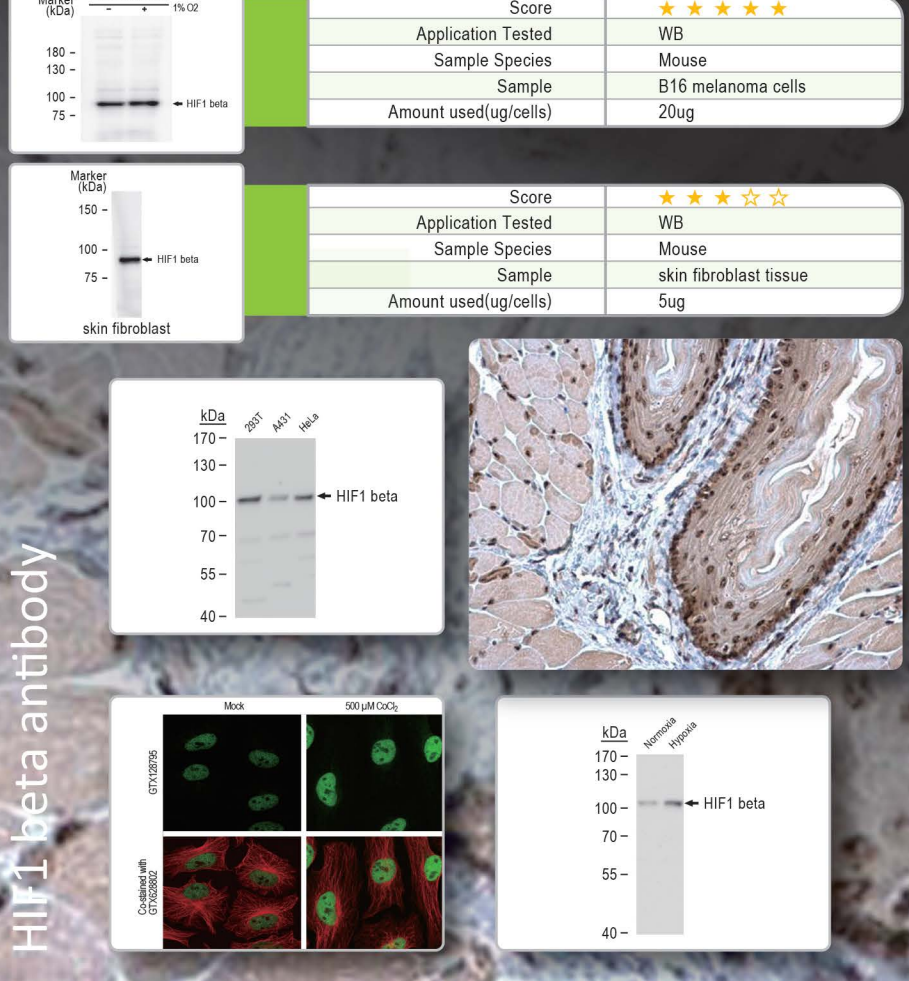 Marker
(kDa)
- + 1% O2
180 -
130 -
100 -
75 -
HIF1 beta
Score
Application Tested WB
Sample Species Mouse
Sample B16 melanoma cells
Amount used(ug/cells) 20ug
Marker
(kDa)
150 -
100 -
75 -
HIF1 beta
skin fibroblast
Score
Application Tested WB
Sample Species Mouse
Sample skin fibroblast tissue
Amount used(ug/cells) 5ug
kDa 293T A431 HeLa
170 -
130 -
100 -
70 -
55 -
40 -
HIF1 beta
HIF1 beta antibody
Mock 500 µM CoCl₂
GTX128795
Co-stained with
GTX628802
kDa Normoxia Hypoxia
170 -
130 -
100 -
70 -
55 -
40 -
HIF1 beta